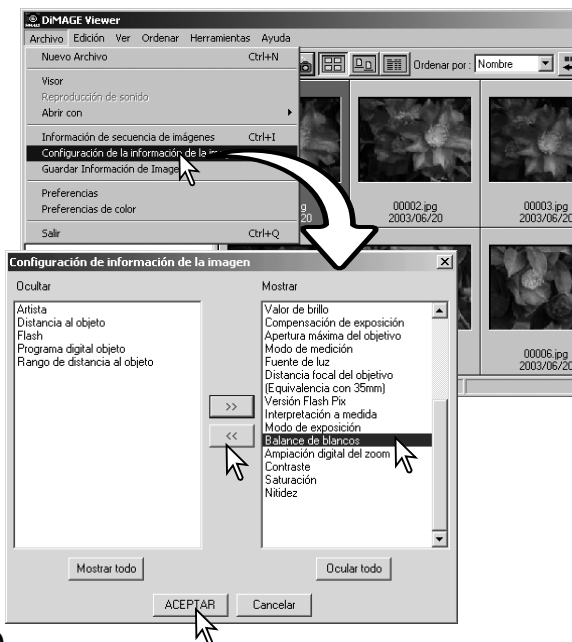 DiMAGE Viewer
Archivo Edición Ver Ordenar Herramientas Ayuda
Nuevo Archivo Ctrl+N
Visor
Reproducción de sonido
Abrir con
Información de secuencia de imágenes Ctrl+I
Configuración de la información de la
Guardar Información de Image
Preferencias
Preferencias de color
Salir Ctrl+Q
Ordenar por : Nombre
00002.jpg
2003/06/20
00003.jpg
2003/06/20
00006.jpg
2003/06/20
Configuración de información de la imagen
Ocultar
Artista
Distancia al objeto
Flash
Programa digital objeto
Rango de distancia al objeto
Mostrar todo
>>
<<
Mostrar
Valor de brillo
Compensación de exposición
Apertura máxima del objetivo
Modo de medición
Fuente de luz
Distancia focal del objetivo
(Equivalencia con 35mm)
Versión Flash Pix
Interpretación a medida
Modo de exposición
Balance de blancos
Ampiación digital del zoom
Contraste
Saturación
Nitidez
Ocular todo
ACEPTAR Cancelar